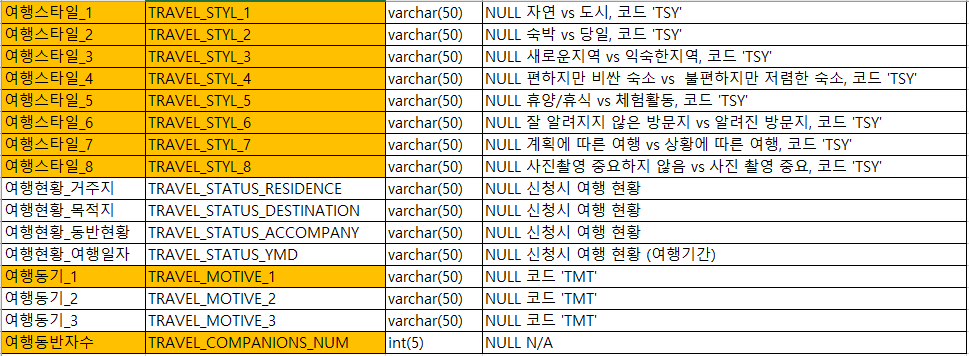 여행스타일_1 TRAVEL_STYL_1 varchar(50) NULL 자연 vs 도시, 코드 'TSY'
여행스타일_2 TRAVEL_STYL_2 varchar(50) NULL 숙박 vs 당일, 코드 'TSY'
여행스타일_3 TRAVEL_STYL_3 varchar(50) NULL 새로운지역 vs 익숙한지역, 코드 'TSY'
여행스타일_4 TRAVEL_STYL_4 varchar(50) NULL 편하지만 비싼 숙소 vs 불편하지만 저렴한 숙소, 코드 'TSY'
여행스타일_5 TRAVEL_STYL_5 varchar(50) NULL 휴양/휴식 vs 체험활동, 코드 'TSY'
여행스타일_6 TRAVEL_STYL_6 varchar(50) NULL 잘 알려지지 않은 방문지 vs 알려진 방문지, 코드 'TSY'
여행스타일_7 TRAVEL_STYL_7 varchar(50) NULL 계획에 따른 여행 vs 상황에 따른 여행, 코드 'TSY'
여행스타일_8 TRAVEL_STYL_8 varchar(50) NULL 사진촬영 중요하지 않음 vs 사진 촬영 중요, 코드 'TSY'
여행현황_거주지 TRAVEL_STATUS_RESIDENCE varchar(50) NULL 신청시 여행 현황
여행현황_목적지 TRAVEL_STATUS_DESTINATION varchar(50) NULL 신청시 여행 현황
여행현황_동반현황 TRAVEL_STATUS_ACCOMPANY varchar(50) NULL 신청시 여행 현황
여행현황_여행일자 TRAVEL_STATUS_YMD varchar(50) NULL 신청시 여행 현황 (여행기간)
여행동기_1 TRAVEL_MOTIVE_1 varchar(50) NULL 코드 'TMT'
여행동기_2 TRAVEL_MOTIVE_2 varchar(50) NULL 코드 'TMT'
여행동기_3 TRAVEL_MOTIVE_3 varchar(50) NULL 코드 'TMT'
여행동반자수 TRAVEL_COMPANIONS_NUM int(5) NULL N/A